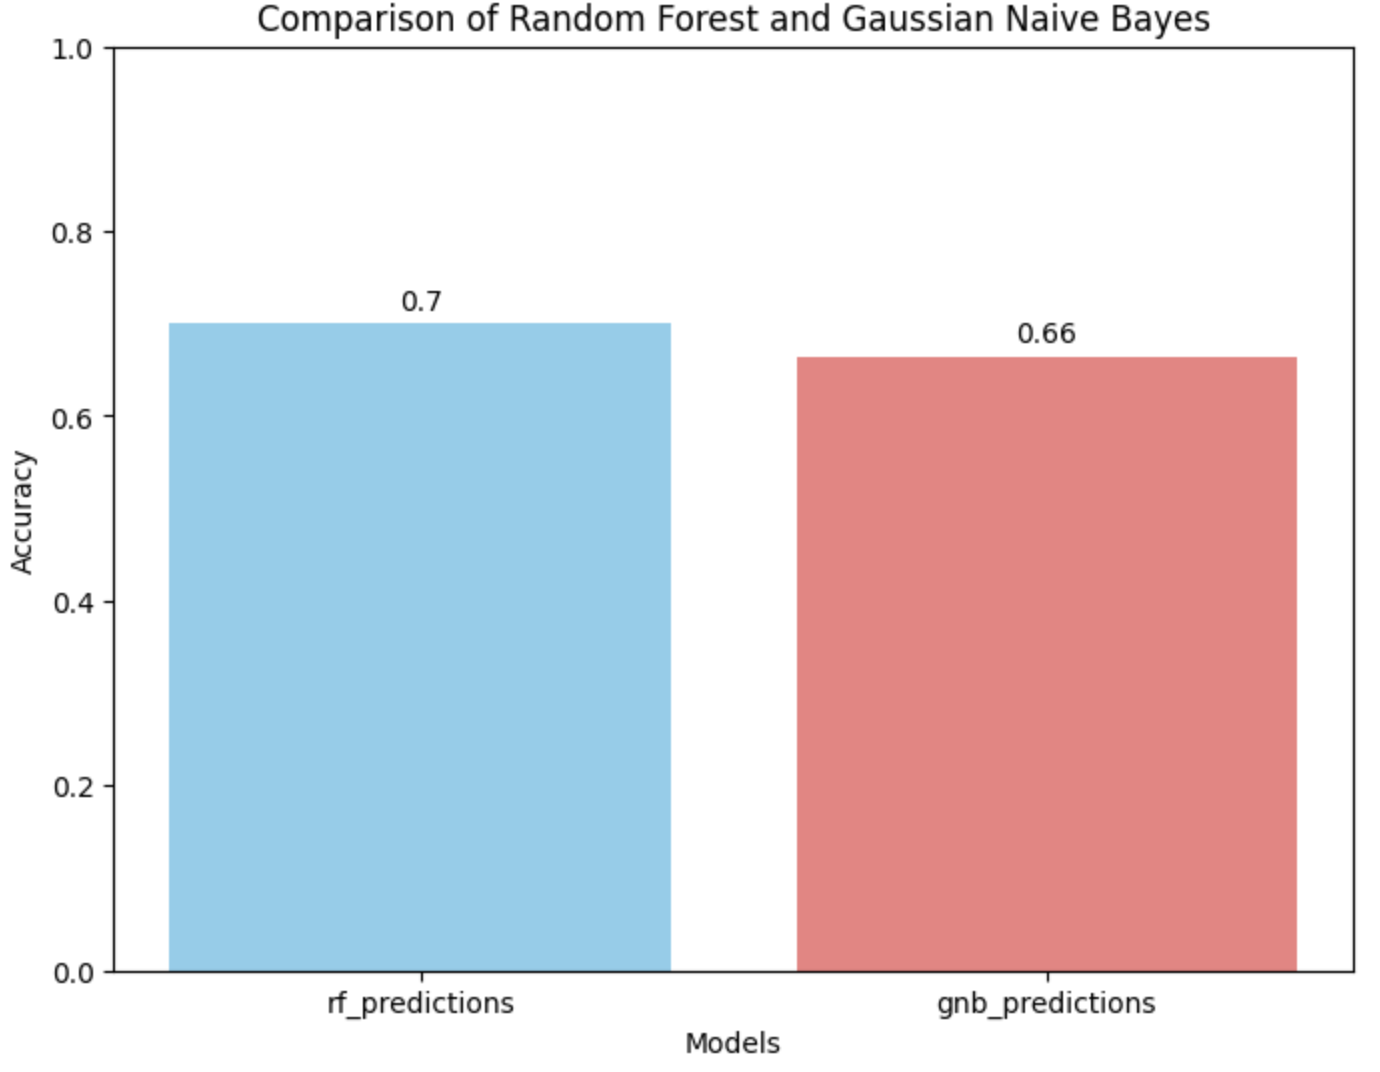 Comparison of Random Forest and Gaussian Naive Bayes
1.0
0.8
0.6
0.4
0.2
0.0
Accuracy
0.7
0.66
rf_predictions
gnb_predictions
Models